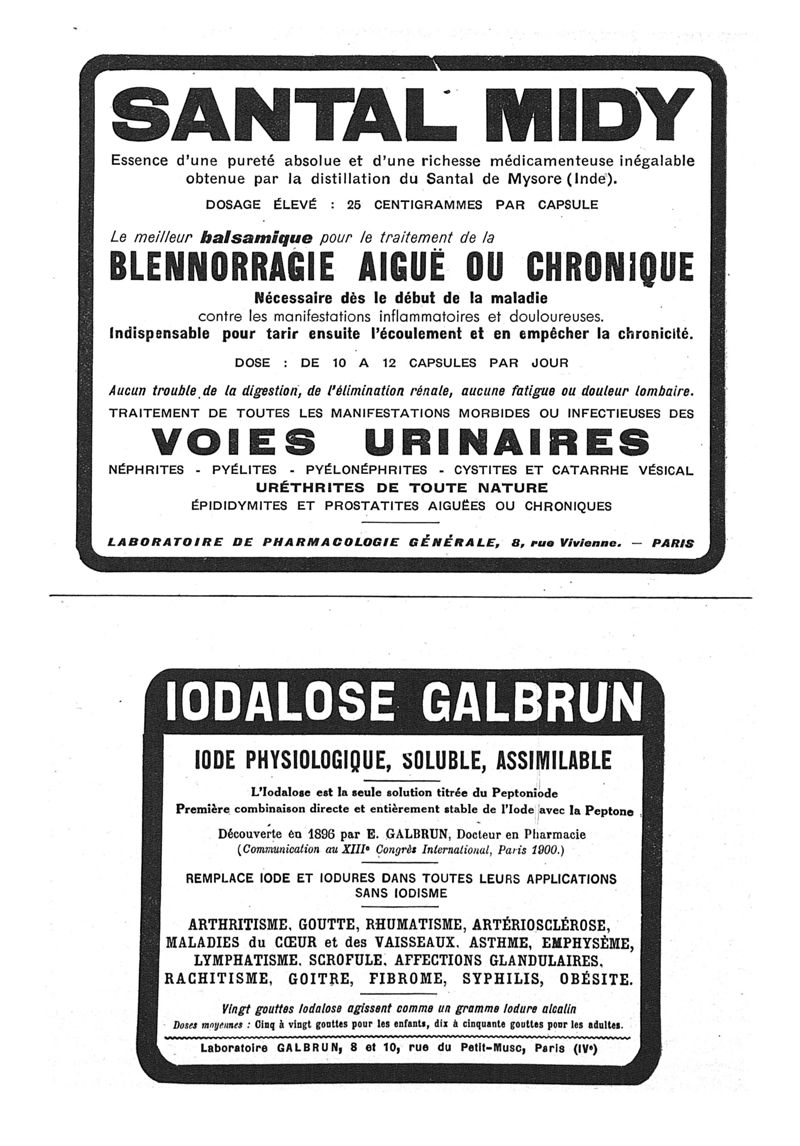 SANTAL MIDY
Essence d'une pureté absolue et d'une richesse médicamenteuse inégalable
obtenue par la distillation du Santal de Mysore (Inde).
DOSAGE ÉLEVÉ : 25 CENTIGRAMMES PAR CAPSULE
Le meilleur balsamique pour le traitement de la
BLENNORRAGIE AIGUË OU CHRONIQUE
Nécessaire dès le début de la maladie
contre les manifestations inflammatoires et douloureuses.
Indispensable pour tarir ensuite l'écoulement et en empêcher la chronicité.
DOSE : DE 10 A 12 CAPSULES PAR JOUR
Aucun trouble de la digestion, de l'élimination rénale, aucune fatigue ou douleur lombaire.
TRAITEMENT DE TOUTES LES MANIFESTATIONS MORBIDES OU INFECTIEUSES DES
VOIES URINAIRES
NÉPHRITES - PYÉLITES - PYÉLONÉPHRITES - CYSTITES ET CATARRHE VÉSICAL
URÉTHRITES DE TOUTE NATURE
ÉPIDIDYMITES ET PROSTATITES AIGUËES OU CHRONIQUES
LABORATOIRE DE PHARMACOLOGIE GÉNÉRALE, 8, rue Vivienne. — PARIS
IODALOSE GALBRUN
IODE PHYSIOLOGIQUE, SOLUBLE, ASSIMILABLE
L'Iodalose est la seule solution titrée du Peptoniode
Première combinaison directe et entièrement stable de l'Iode avec la Peptone
Découverte en 1896 par E. GALBRUN, Docteur en Pharmacie
(Communication au XIIIe Congrès International, Paris 1900.)
REMPLACE IODE ET IODURES DANS TOUTES LEURS APPLICATIONS
SANS IODISME
ARTHRITISME, GOUTTE, RHUMATISME, ARTÉRIOSCLÉROSE,
MALADIES du CŒUR et des VAISSEAUX, ASTHME, EMPHYSÈME,
LYMPHATISME, SCROFULE, AFFECTIONS GLANDULAIRES,
RACHITISME, GOITRE, FIBROME, SYPHILIS, OBÉSITE.
Vingt gouttes Iodalose agissent comme un gramme Iodure alcalin
Doses moyennes : Cinq à vingt gouttes pour les enfants, dix à cinquante gouttes pour les adultes.
Laboratoire GALBRUN, 8 et 10, rue du Petit-Musc, Paris (IVe)